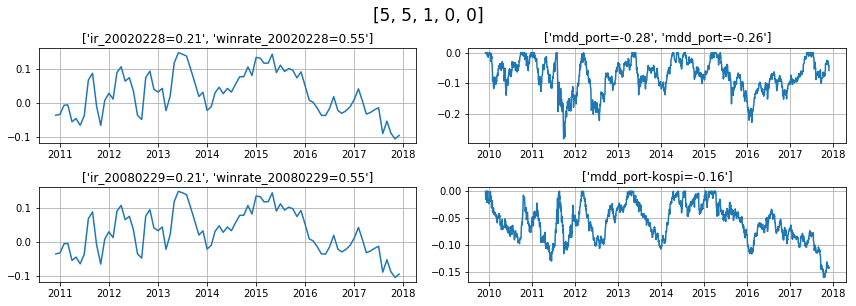 [5, 5, 1, 0, 0]
['ir_20020228=0.21', 'winrate_20020228=0.55']
0.1
0.0
−0.1
2011 2012 2013 2014 2015 2016 2017 2018
['mdd_port=-0.28', 'mdd_port=-0.26']
0.0
−0.1
−0.2
2010 2011 2012 2013 2014 2015 2016 2017 2018
['ir_20080229=0.21', 'winrate_20080229=0.55']
0.1
0.0
−0.1
2011 2012 2013 2014 2015 2016 2017 2018
['mdd_port-kospi=-0.16']
0.00
−0.05
−0.10
−0.15
2010 2011 2012 2013 2014 2015 2016 2017 2018